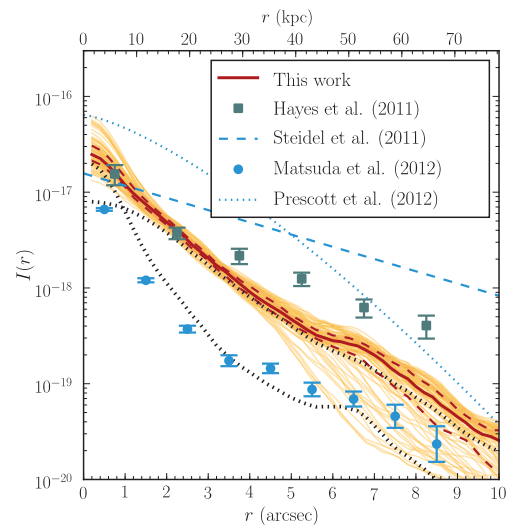 r (kpc)
0 10 20 30 40 50 60 70
This work
Hayes et al. (2011)
Steidel et al. (2011)
Matsuda et al. (2012)
Prescott et al. (2012)
10⁻¹⁶
10⁻¹⁷
10⁻¹⁸
10⁻¹⁹
10⁻²⁰
I(r)
0 1 2 3 4 5 6 7 8 9 10
r (arcsec)